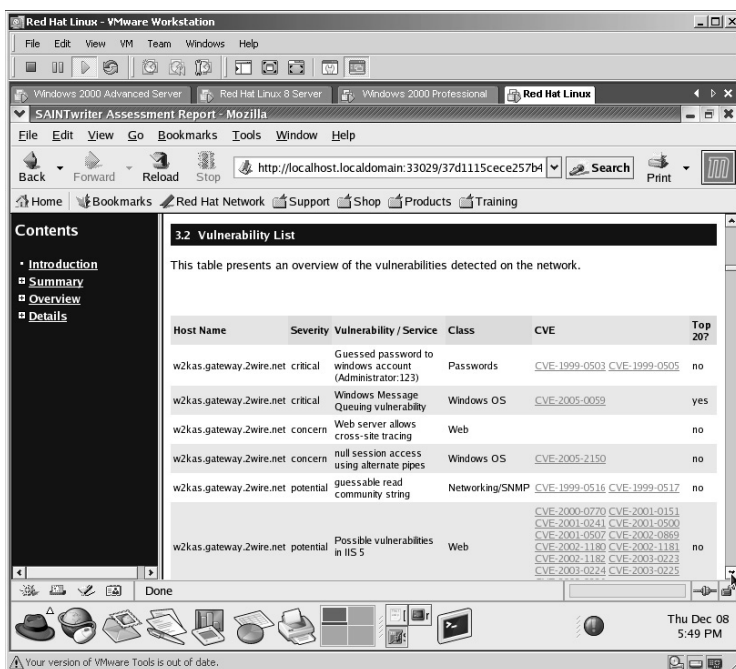 Red Hat Linux - VMware Workstation
File Edit View VM Team Windows Help
Windows 2000 Advanced Server Red Hat Linux 8 Server Windows 2000 Professional Red Hat Linux
SAINTwriter Assessment Report - Mozilla
File Edit View Go Bookmarks Tools Window Help
Back Forward Reload Stop http://localhost.localdomain:33029/37d1115cece257b4 Search Print
Home Bookmarks Red Hat Network Support Shop Products Training
Contents
Introduction
Summary
Overview
Details
3.2 Vulnerability List
This table presents an overview of the vulnerabilities detected on the network.
Host Name Severity Vulnerability / Service Class CVE Top 20?
w2kas.gateway.2wire.net critical Guessed password to windows account (Administrator:123) Passwords CVE-1999-0503 CVE-1999-0505 no
w2kas.gateway.2wire.net critical Windows Message Queuing vulnerability Windows OS CVE-2005-0059 yes
w2kas.gateway.2wire.net concern Web server allows cross-site tracing Web no
w2kas.gateway.2wire.net concern null session access using alternate pipes Windows OS CVE-2005-2150 no
w2kas.gateway.2wire.net potential guessable read community string Networking/SNMP CVE-1999-0516 CVE-1999-0517 no
w2kas.gateway.2wire.net potential Possible vulnerabilities in IIS 5 Web CVE-2000-0770 CVE-2001-0151 CVE-2001-0241 CVE-2001-0500 CVE-2001-0507 CVE-2002-0869 CVE-2002-1180 CVE-2002-1181 CVE-2002-1182 CVE-2003-0223 CVE-2003-0224 CVE-2003-0225 no
Done
Thu Dec 08
5:49 PM
Your version of VMware Tools is out of date.